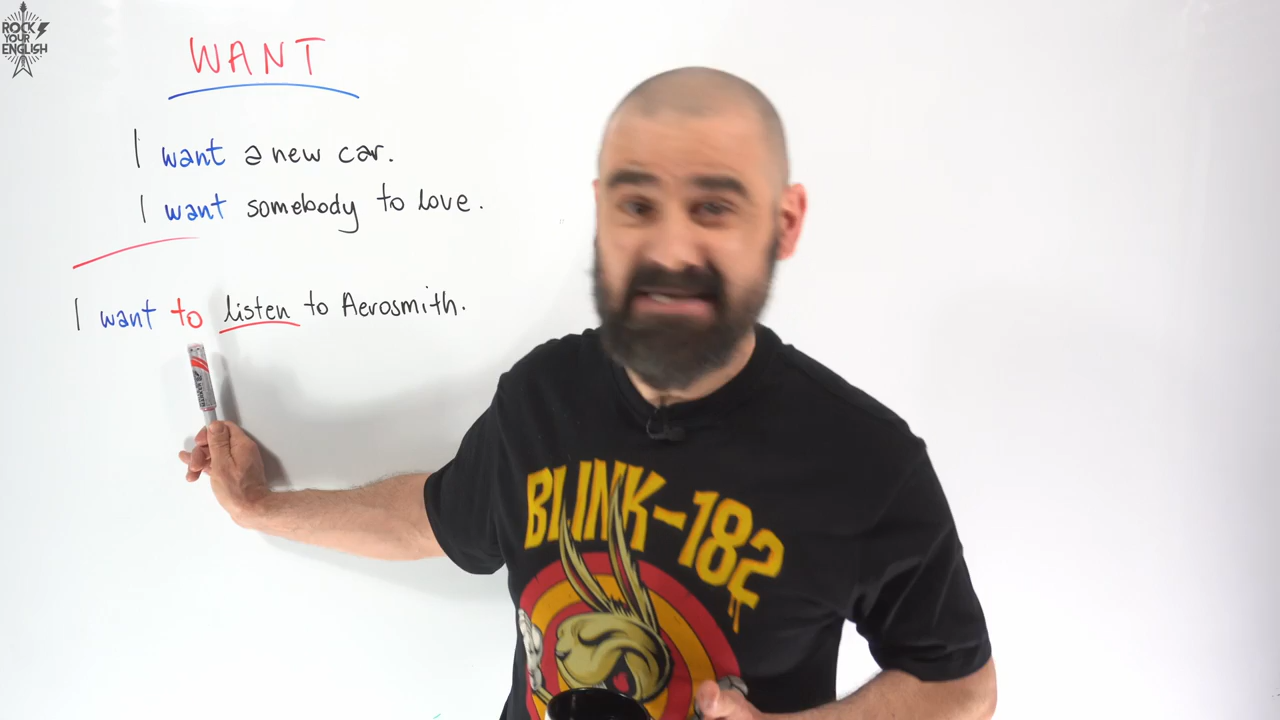 ROCK
YOUR
ENGLISH
WANT
I want a new car.
I want somebody to love.
I want to listen to Aerosmith.
BLINK-182